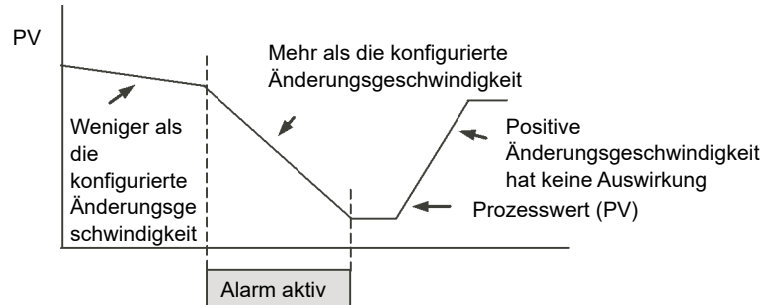 PV
Mehr als die konfigurierte
Änderungsgeschwindigkeit
Weniger als
die
konfigurierte
Änderungsge
schwindigkeit
Positive
Änderungsgeschwindigkeit
hat keine Auswirkung
Prozesswert (PV)
Alarm aktiv